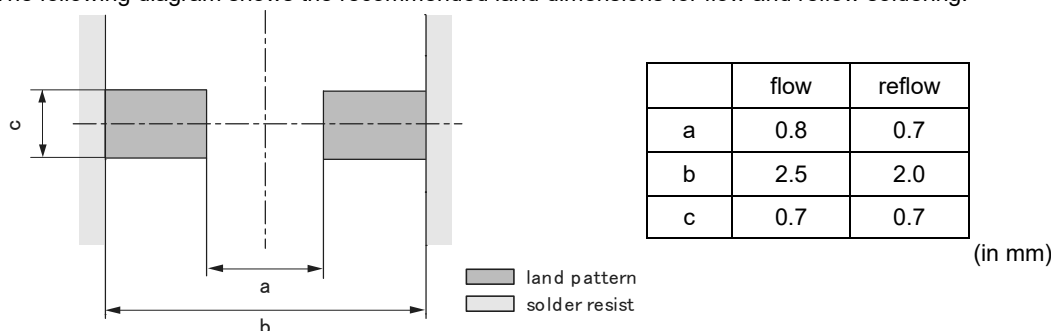 The following diagram shows the recommended land dimensions for flow and reflow soldering.
c
a
b
land pattern
solder resist
flow reflow
a 0.8 0.7
b 2.5 2.0
c 0.7 0.7
(in mm)